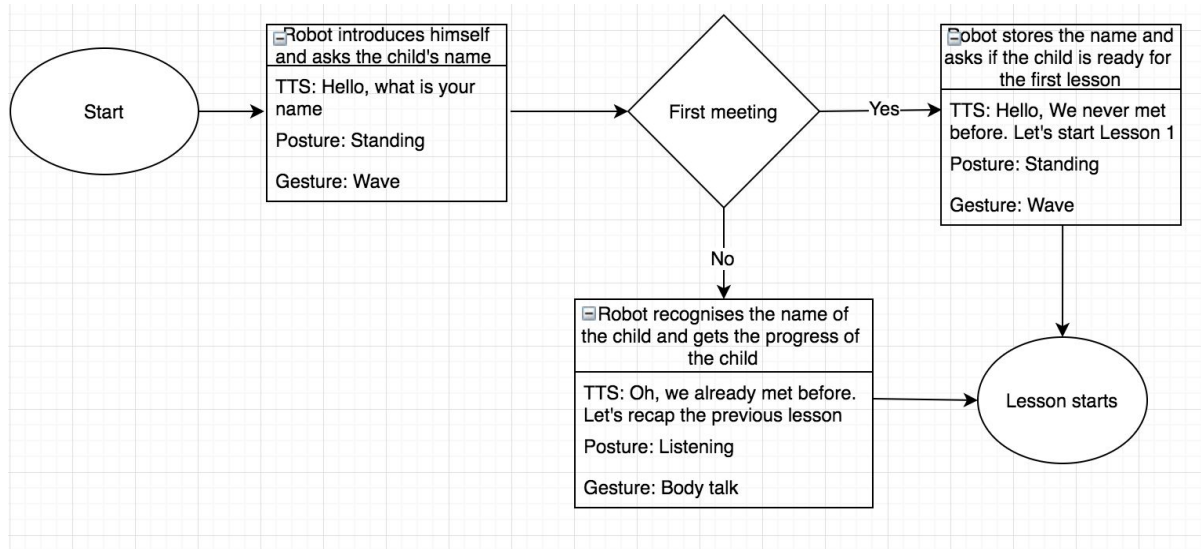 Start
Robot introduces himself
and asks the child's name
TTS: Hello, what is your
name
Posture: Standing
Gesture: Wave
First meeting
Yes
Robot stores the name and
asks if the child is ready for
the first lesson
TTS: Hello, We never met
before. Let's start Lesson 1
Posture: Standing
Gesture: Wave
No
Robot recognises the name of
the child and gets the progress of
the child
TTS: Oh, we already met before.
Let's recap the previous lesson
Posture: Listening
Gesture: Body talk
Lesson starts